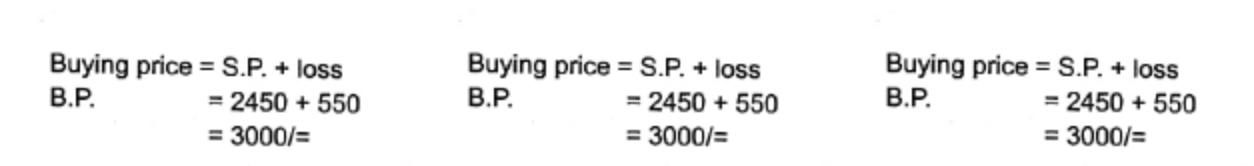 Buying price = S.P. + loss
B.P. = 2450 + 550
= 3000/=
Buying price = S.P. + loss
B.P. = 2450 + 550
= 3000/=
Buying price = S.P. + loss
B.P. = 2450 + 550
= 3000/=